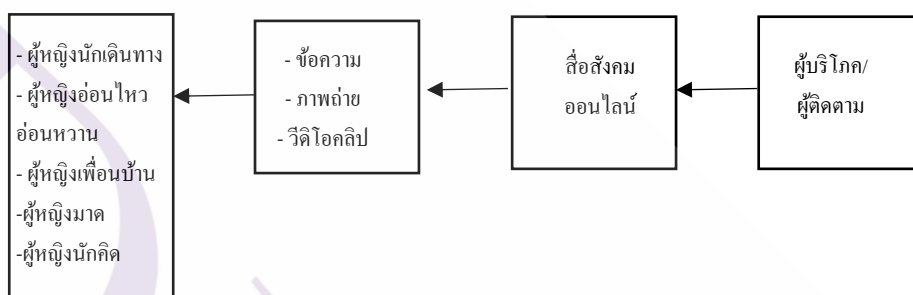 - ผู้หญิงนักเดินทาง
- ผู้หญิงอ่อนไหว
อ่อนหวาน
- ผู้หญิงเพื่อนบ้าน
-ผู้หญิงมาด
-ผู้หญิงนักคิด
- ข้อความ
- ภาพถ่าย
- วีดิโอคลิป
สื่อสังคม
ออนไลน์
ผู้บริโภค/
ผู้ติดตาม